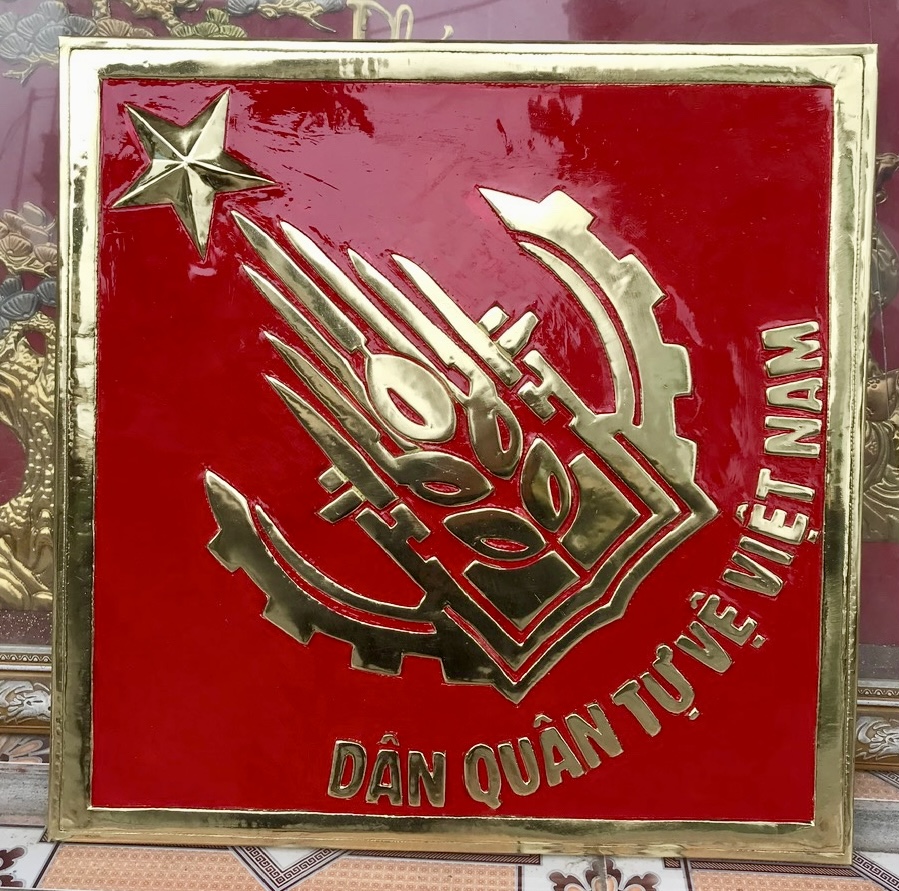 DÂN QUÂN TỰ VỆ VIỆT NAM